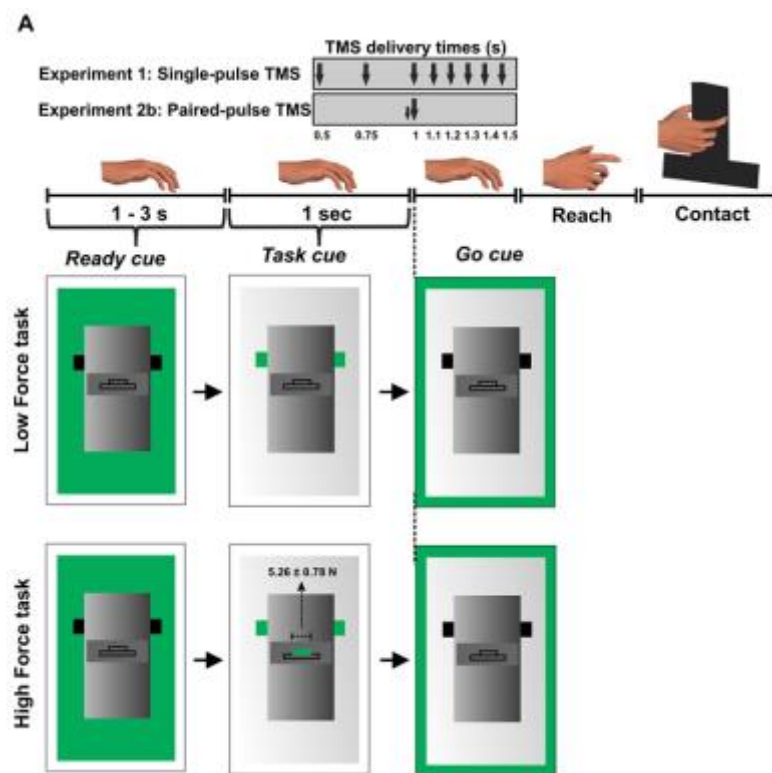 A
TMS delivery times (s)
Experiment 1: Single-pulse TMS
Experiment 2b: Paired-pulse TMS
0.5 0.75 1 1.1 1.2 1.3 1.4 1.5
1 - 3 s 1 sec Reach Contact
Ready cue Task cue Go cue
Low Force task
High Force task
5.26 ± 0.78 N